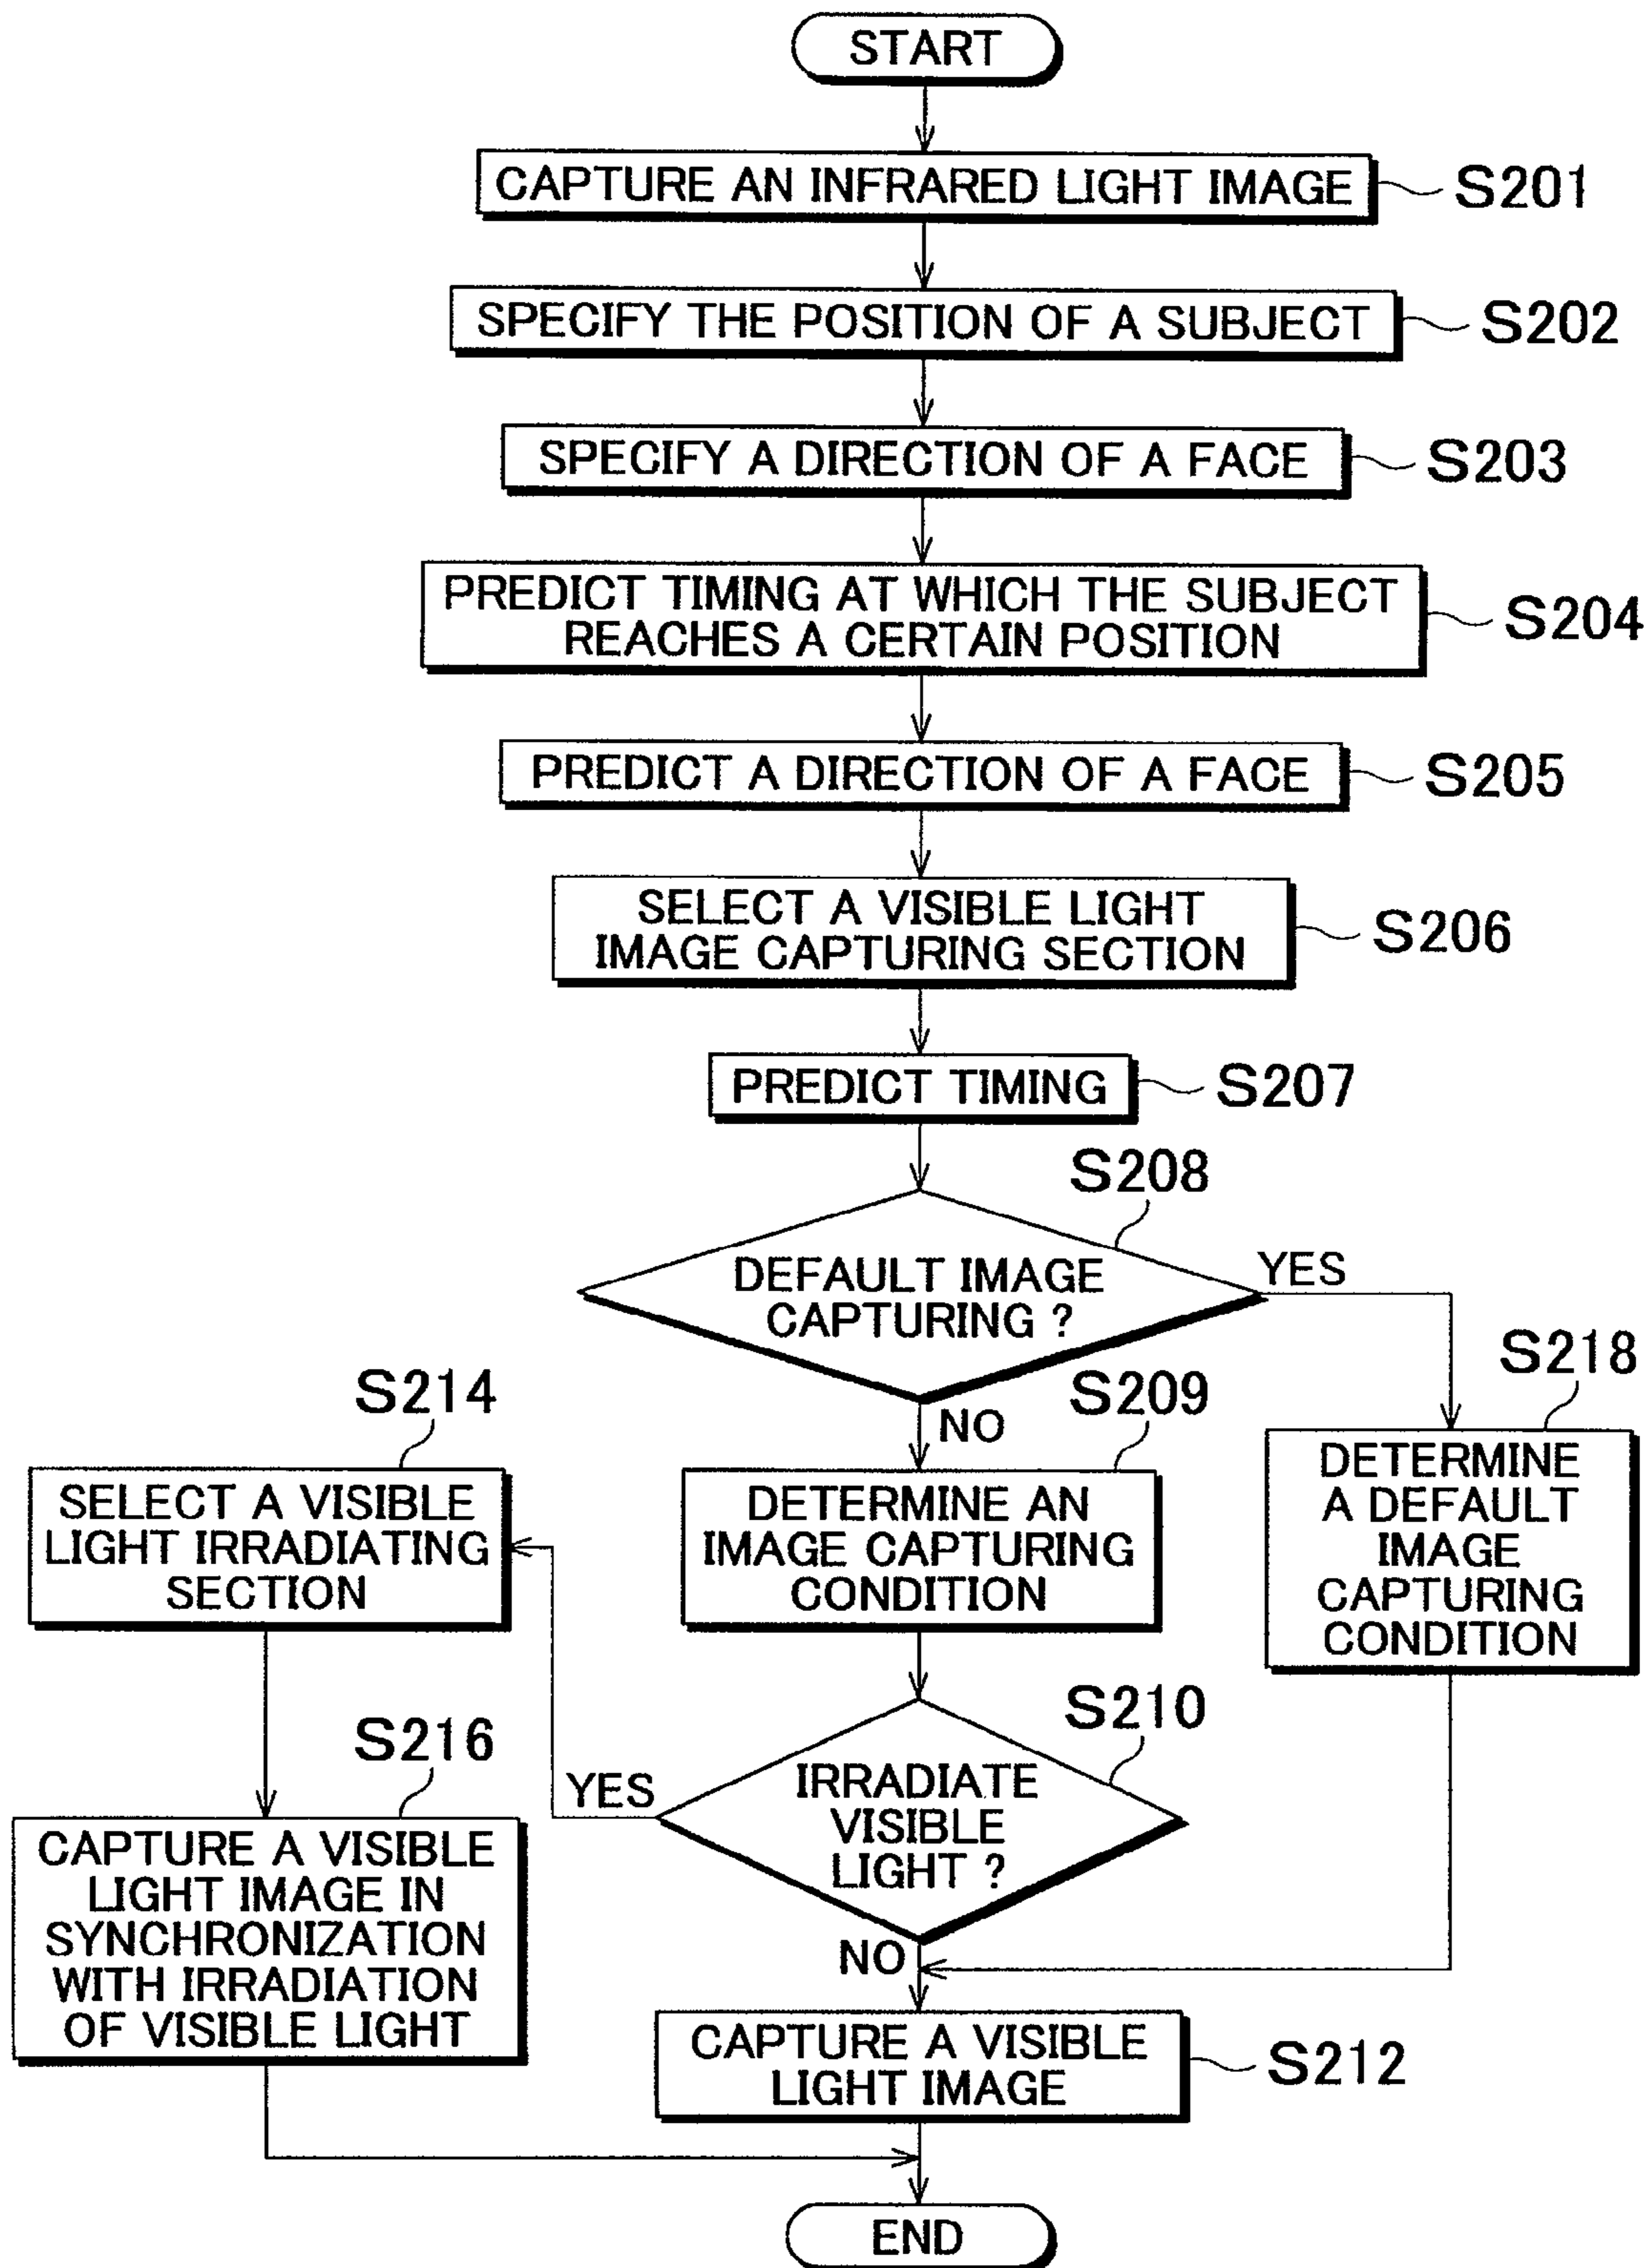 START
CAPTURE AN INFRARED LIGHT IMAGE
S201
SPECIFY THE POSITION OF A SUBJECT
S202
SPECIFY A DIRECTION OF A FACE
S203
PREDICT TIMING AT WHICH THE SUBJECT
REACHES A CERTAIN POSITION
S204
PREDICT A DIRECTION OF A FACE
S205
SELECT A VISIBLE LIGHT
IMAGE CAPTURING SECTION
S206
PREDICT TIMING
S207
S208
DEFAULT IMAGE
CAPTURING ?
YES
NO
S218
DETERMINE
A DEFAULT
IMAGE
CAPTURING
CONDITION
S209
DETERMINE AN
IMAGE CAPTURING
CONDITION
S210
IRRADIATE
VISIBLE
LIGHT ?
YES
NO
S214
SELECT A VISIBLE
LIGHT IRRADIATING
SECTION
S216
CAPTURE A VISIBLE
LIGHT IMAGE IN
SYNCHRONIZATION
WITH IRRADIATION
OF VISIBLE LIGHT
CAPTURE A VISIBLE
LIGHT IMAGE
S212
END